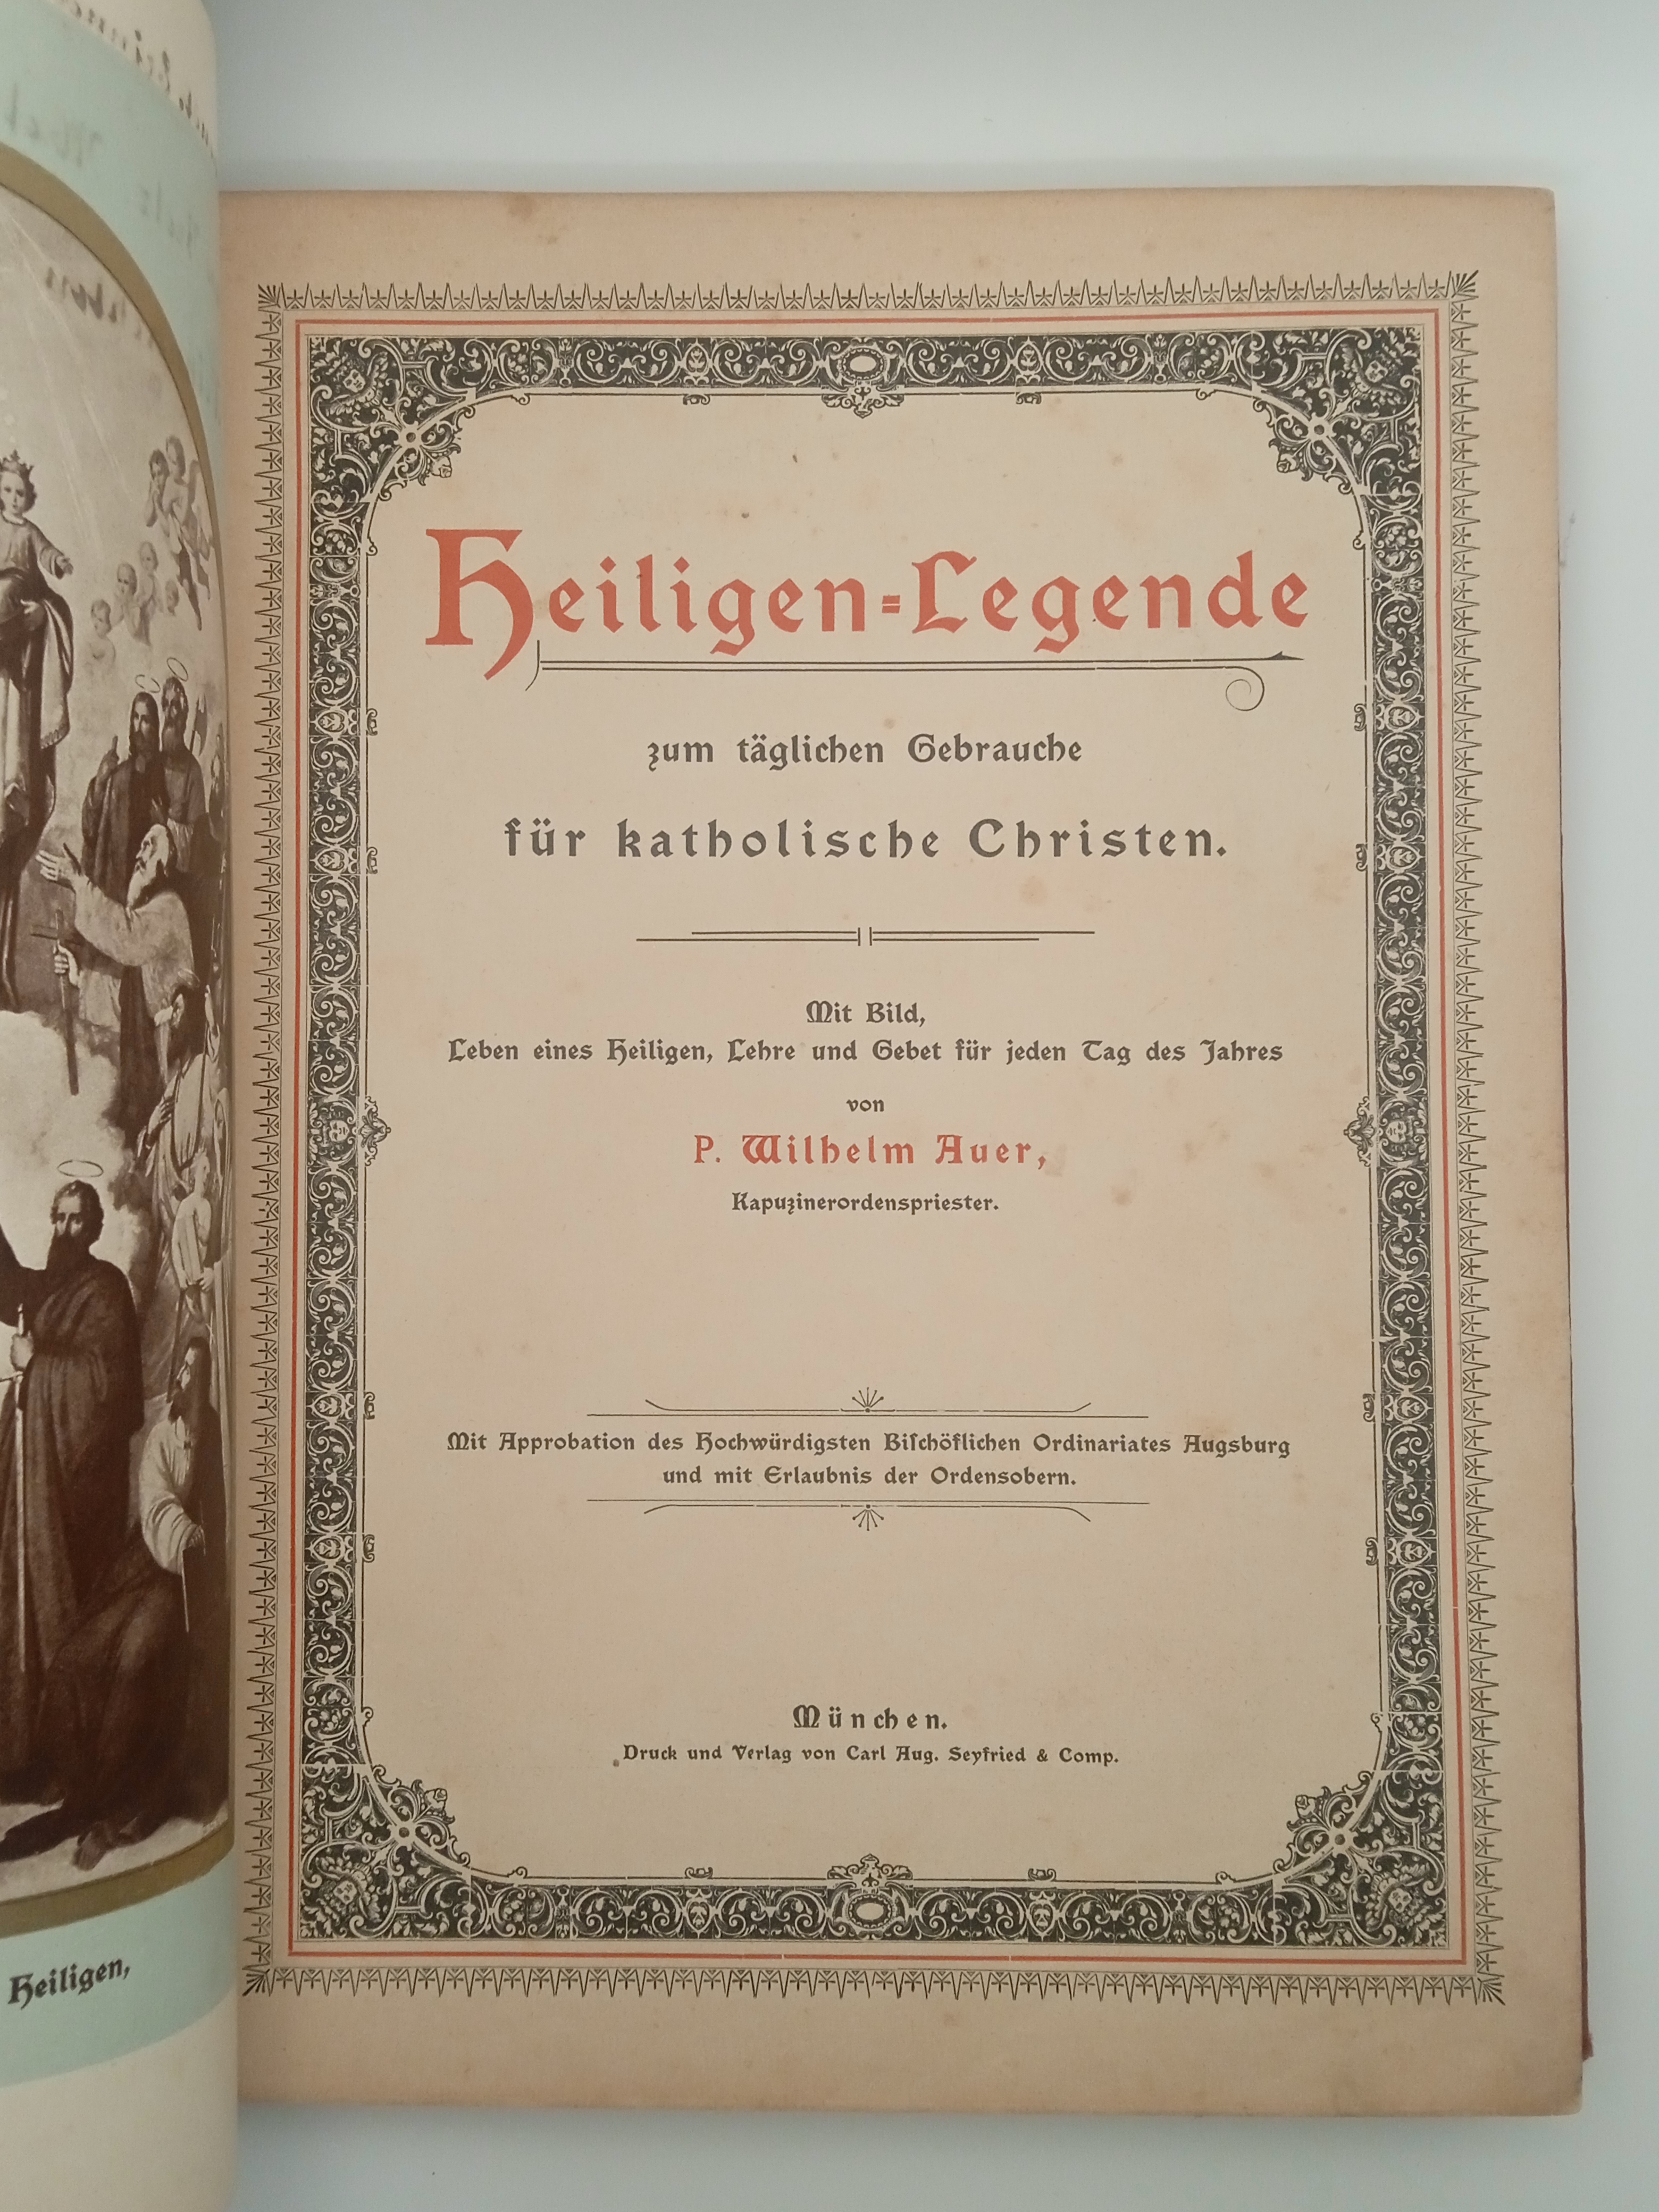 Heiligen=Legende
zum täglichen Gebrauche
für katholische Christen.
Mit Bild,
Leben eines Heiligen, Lehre und Gebet für jeden Tag des Jahres
von
P. Wilhelm Auer,
Kapuzinerordenspriester.
Mit Approbation des Hochwürdigsten Biſchöflichen Ordinariates Augsburg
und mit Erlaubnis der Ordensobern.
München.
Druck und Verlag von Carl Aug. Seyfried & Comp.
Heiligen,